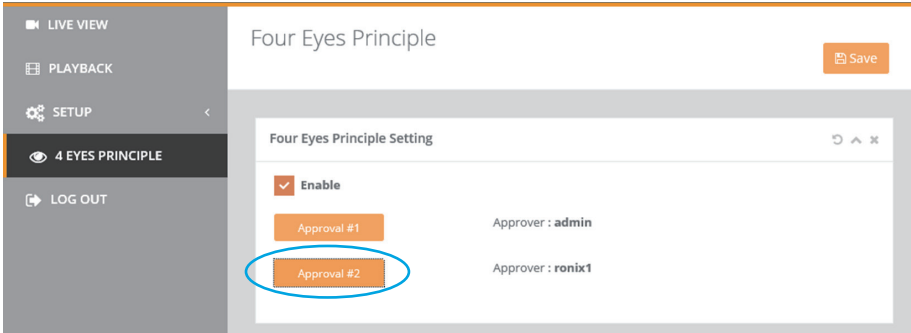 LIVE VIEW
PLAYBACK
SETUP
4 EYES PRINCIPLE
LOG OUT
Four Eyes Principle
Save
Four Eyes Principle Setting
Enable
Approval #1 Approver : admin
Approval #2 Approver : ronix1